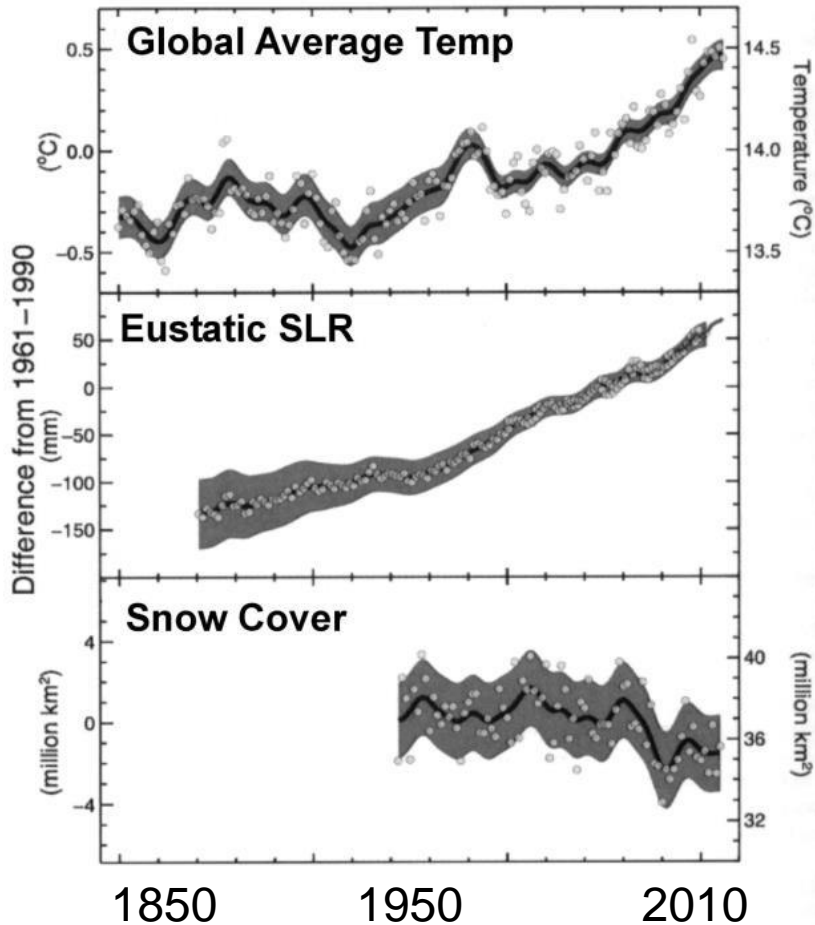 Global Average Temp
0.5
0.0
−0.5
(ºC)
14.5
14.0
13.5
Temperature (ºC)
Difference from 1961−1990
Eustatic SLR
50
0
−50
−100
−150
(mm)
Snow Cover
4
0
−4
(million km²)
40
36
32
(million km²)
1850 1950 2010